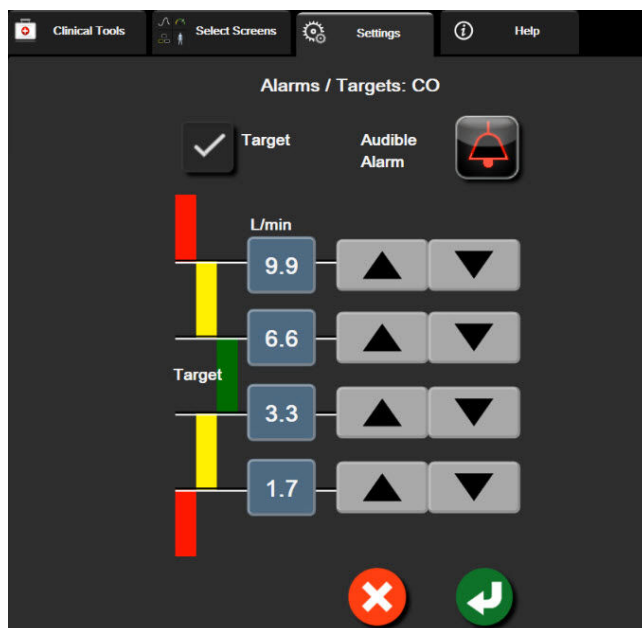 Clinical Tools
Select Screens
Settings
Help
Alarms / Targets: CO
Target
Audible
Alarm
L/min
9.9
6.6
Target
3.3
1.7